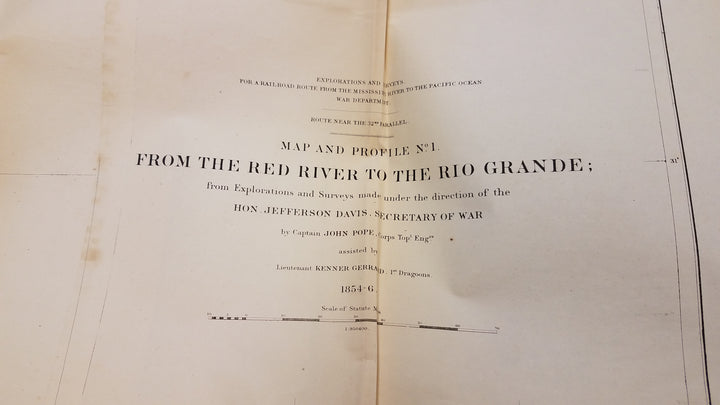 EXPLORATIONS AND SURVEYS
FOR A RAILROAD ROUTE FROM THE MISSISSIPPI RIVER TO THE PACIFIC OCEAN
WAR DEPARTMENT.
ROUTE NEAR THE 32ND PARALLEL.
MAP AND PROFILE Nº 1.
FROM THE RED RIVER TO THE RIO GRANDE;
from Explorations and Surveys made under the direction of the
HON. JEFFERSON DAVIS, SECRETARY OF WAR
by Captain JOHN POPE, Corps Topl Engrs
assisted by
Lieutenant KENNER GERRARD, 1st Dragoons.
1854-6.
Scale of Statute
31°